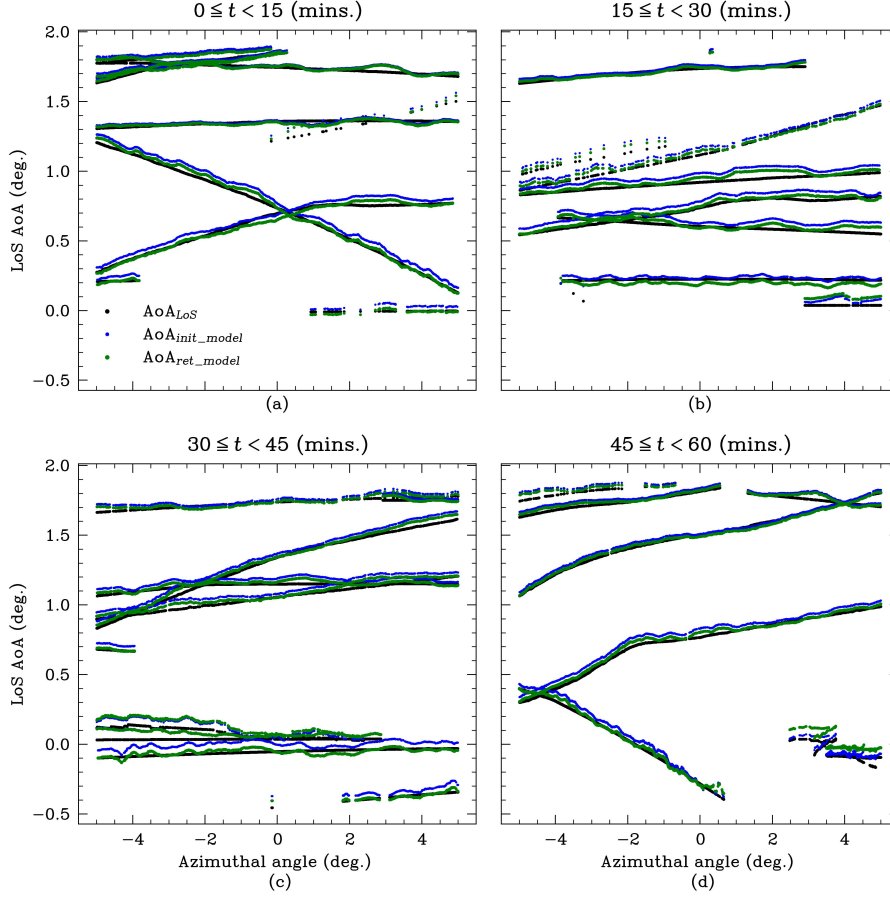 0 ≦ t < 15 (mins.)
15 ≦ t < 30 (mins.)
LoS AoA (deg.)
2.0
1.5
1.0
0.5
0.0
−0.5
AoA_LoS
AoA_init_model
AoA_ret_model
(a)
(b)
30 ≦ t < 45 (mins.)
45 ≦ t < 60 (mins.)
LoS AoA (deg.)
2.0
1.5
1.0
0.5
0.0
−0.5
−4 −2 0 2 4
−4 −2 0 2 4
Azimuthal angle (deg.)
Azimuthal angle (deg.)
(c)
(d)